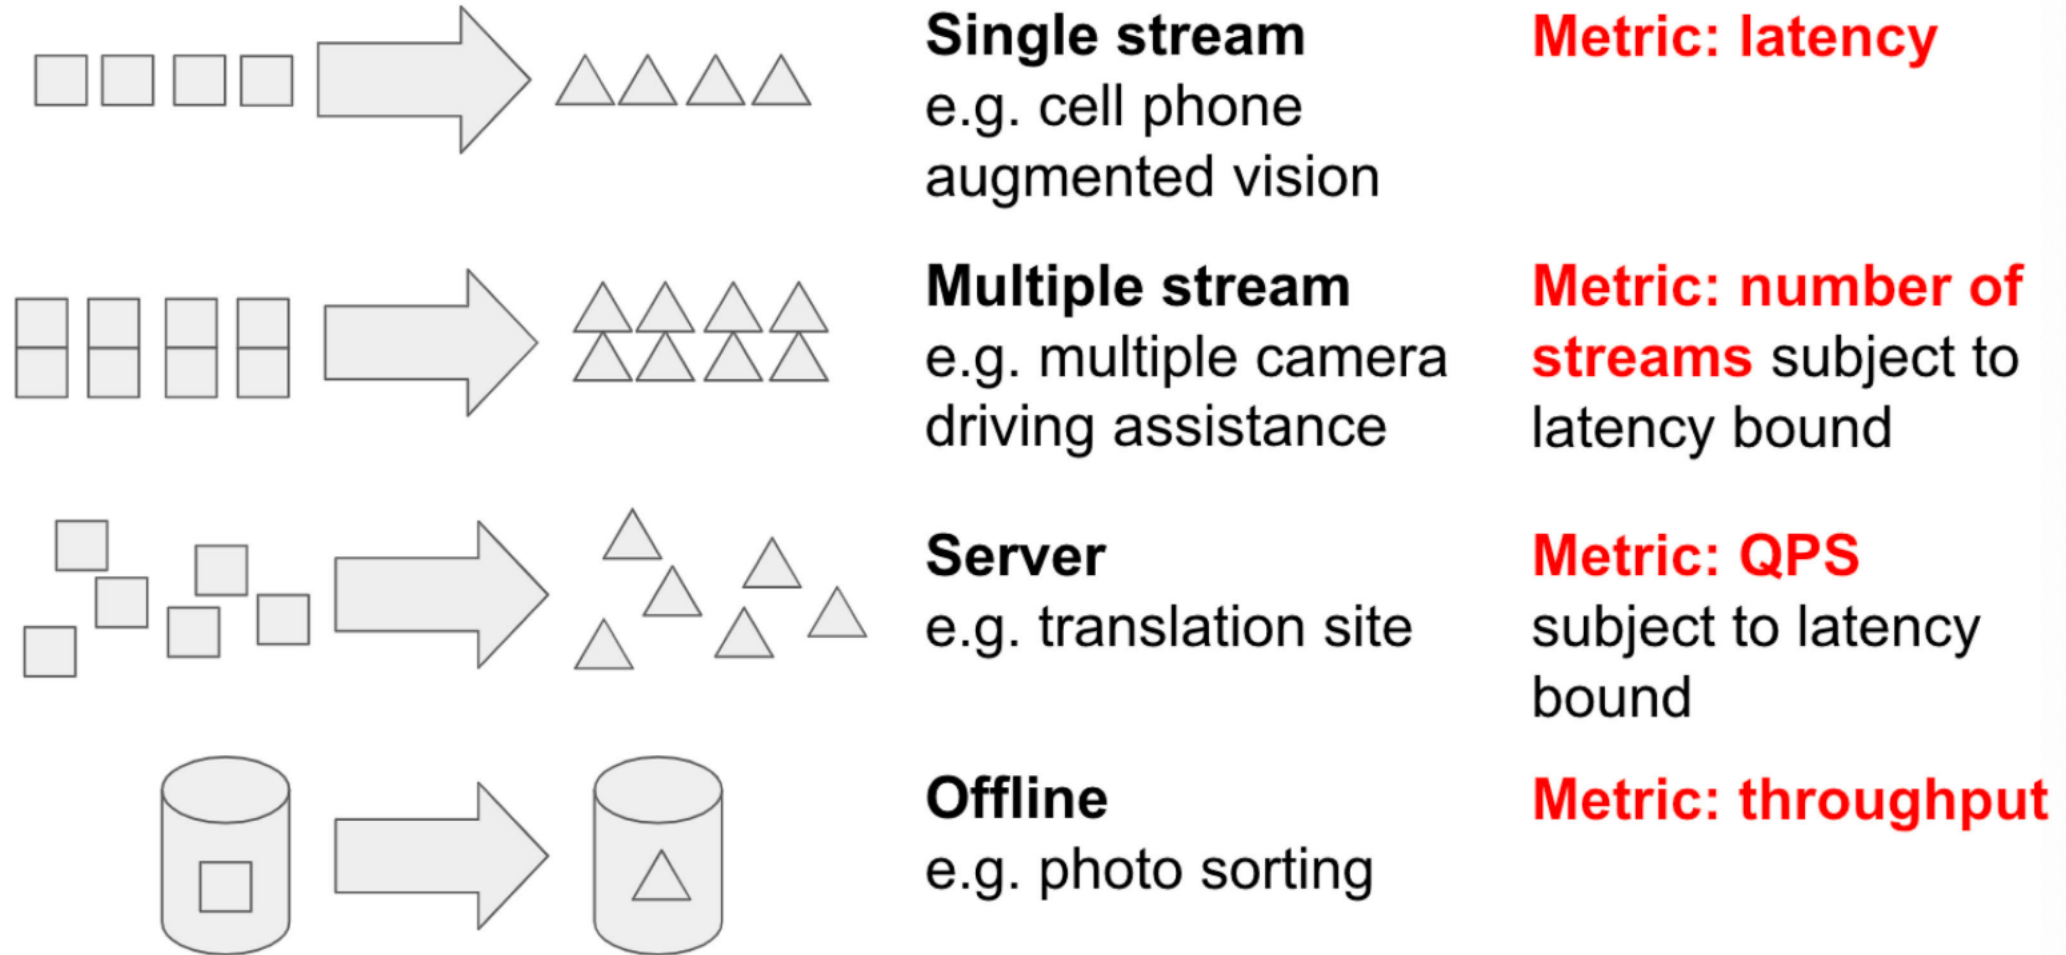 Single stream
e.g. cell phone
augmented vision
Metric: latency
Multiple stream
e.g. multiple camera
driving assistance
Metric: number of
streams subject to
latency bound
Server
e.g. translation site
Metric: QPS
subject to latency
bound
Offline
e.g. photo sorting
Metric: throughput